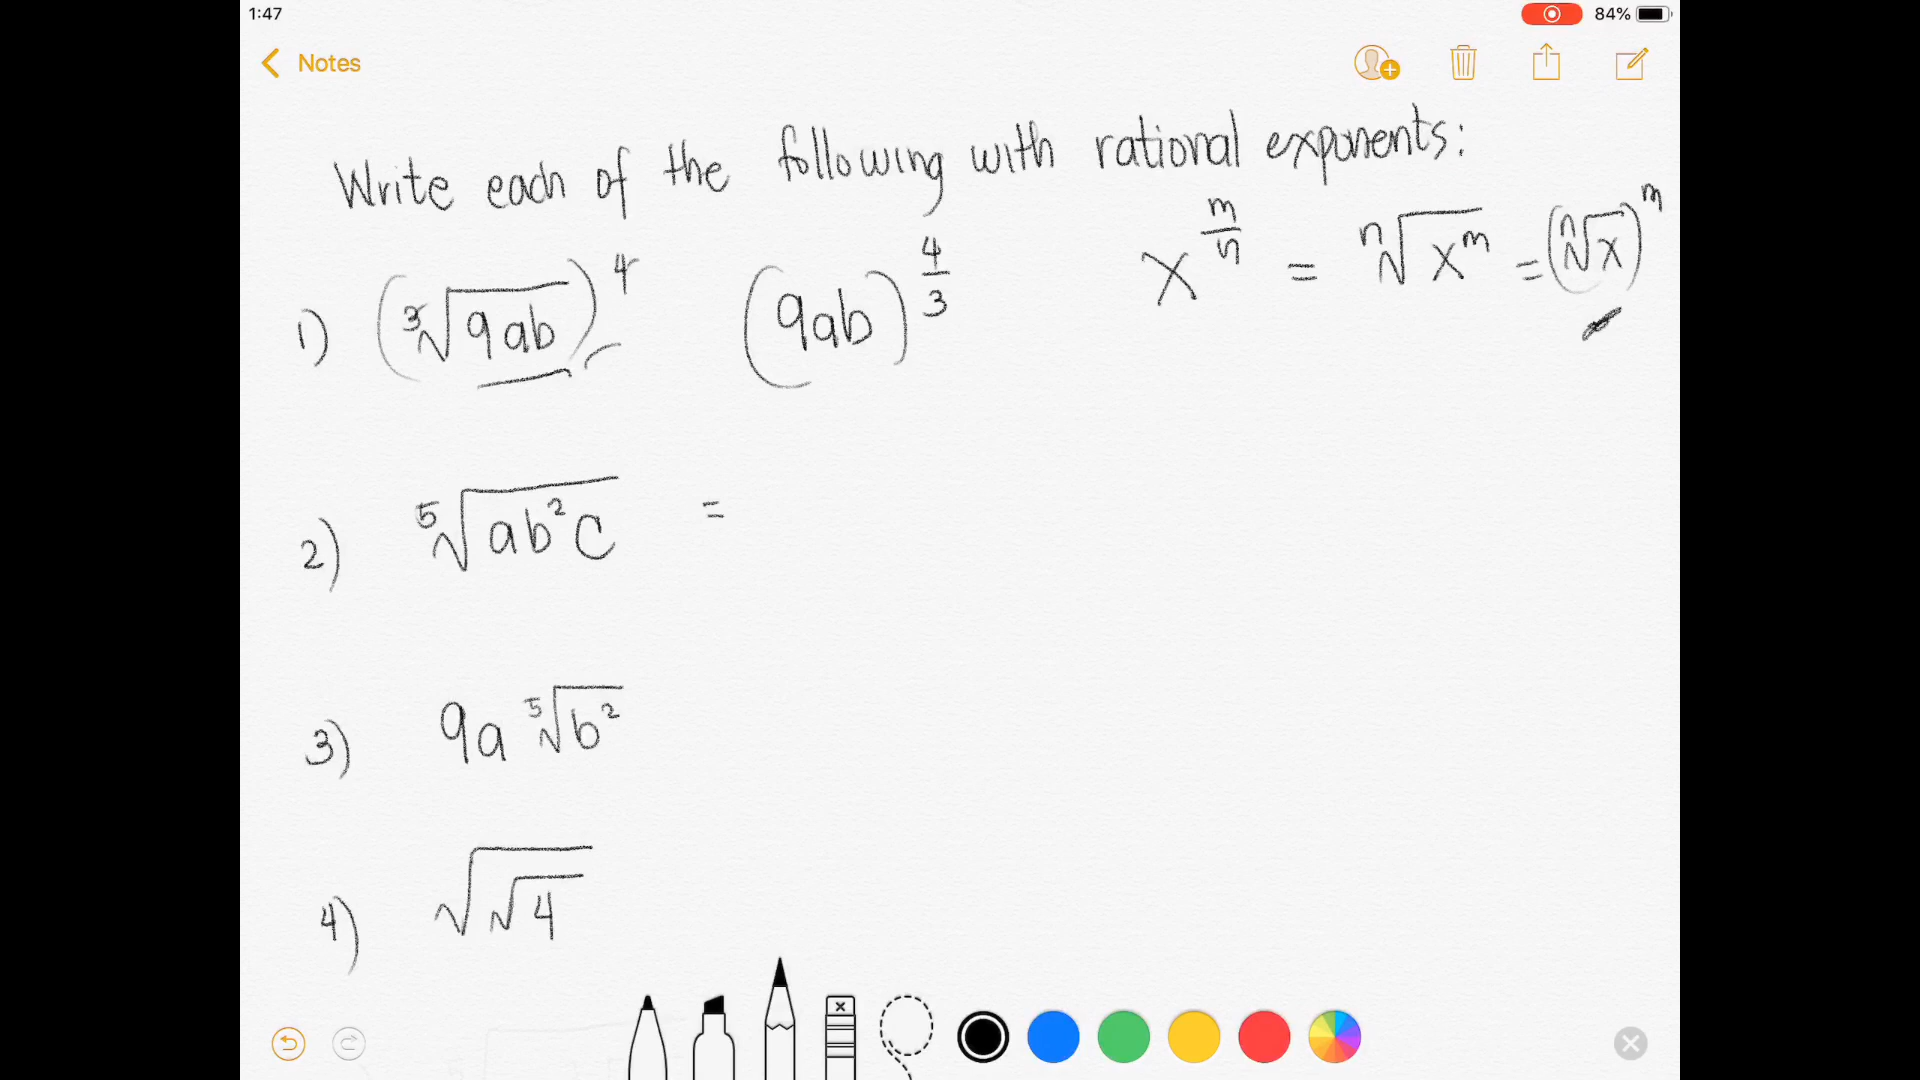 1:47
84%
Notes
Write each of the following with rational exponents:
x^(m/n) = ⁿ√(x^m) = (ⁿ√x)^m
1) (³√(9ab))^4 (9ab)^(4/3)
2) ⁵√(ab²c) =
3) 9a ⁵√(b²)
4) √(√4)